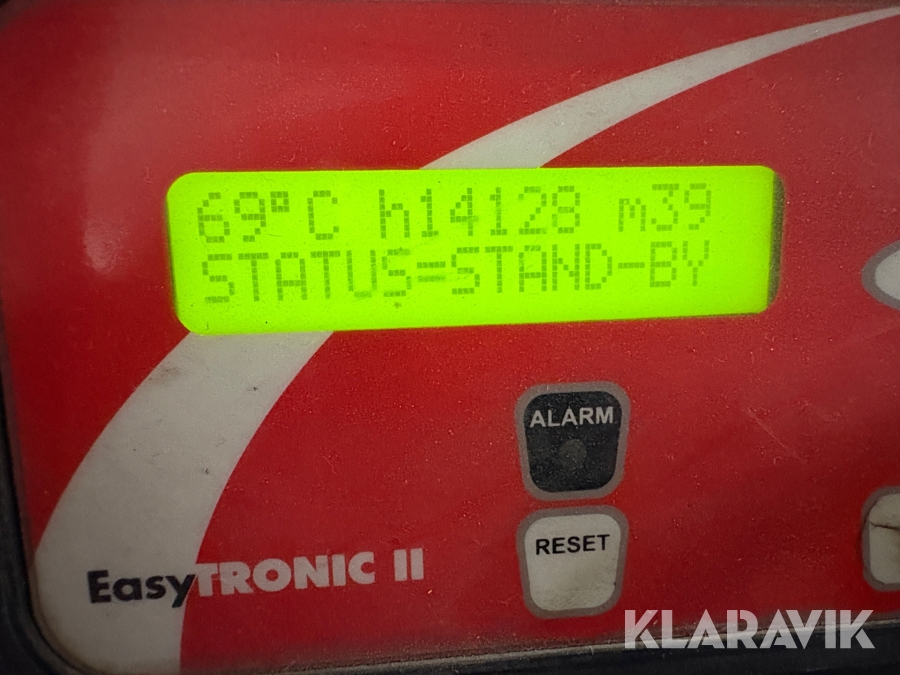 69°C h14128 m39
STATUS=STAND-BY
ALARM
RESET
EasyTRONIC II
KLARAVIK